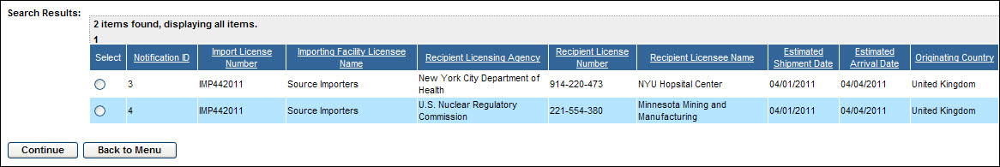 Search Results:
2 items found, displaying all items.
1
Select Notification ID Import License Number Importing Facility Licensee Name Recipient Licensing Agency Recipient License Number Recipient Licensee Name Estimated Shipment Date Estimated Arrival Date Originating Country
3 IMP442011 Source Importers New York City Department of Health 914-220-473 NYU Hopsital Center 04/01/2011 04/04/2011 United Kingdom
4 IMP442011 Source Importers U.S. Nuclear Regulatory Commission 221-554-380 Minnesota Mining and Manufacturing 04/01/2011 04/04/2011 United Kingdom
Continue Back to Menu